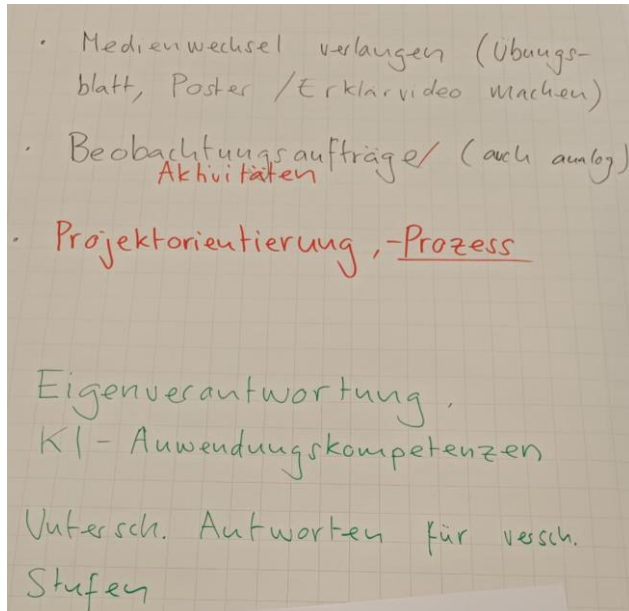 · Medienwechsel verlangen (Übungs-
blatt, Poster / Erklärvideo machen)
· Beobachtungsaufträge/ (auch analog)
Aktivitäten
· Projektorientierung, -Prozess
Eigenverantwortung,
KI-Anwendungskompetenzen
Untersch. Antworten für versch.
Stufen